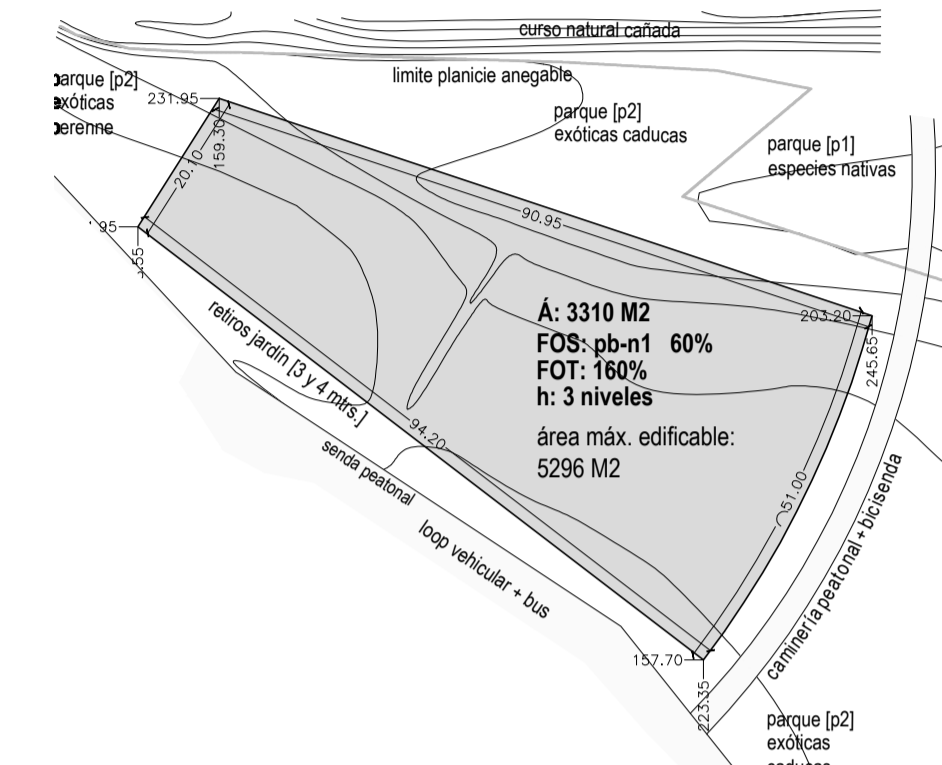 curso natural cañada
limite planicie anegable
parque [p2]
exóticas
perenne
231.95
159.30
20.10
parque [p2]
exóticas caducas
parque [p1]
especies nativas
90.95
95
.55
203.20
245.65
Á: 3310 M2
FOS: pb-n1 60%
FOT: 160%
h: 3 niveles
área máx. edificable:
5296 M2
retiros jardín [3 y 4 mtrs.]
94.20
51.00
senda peatonal
loop vehicular + bus
caminería peatonal + bicisenda
157.70
223.35
parque [p2]
exóticas
caducas